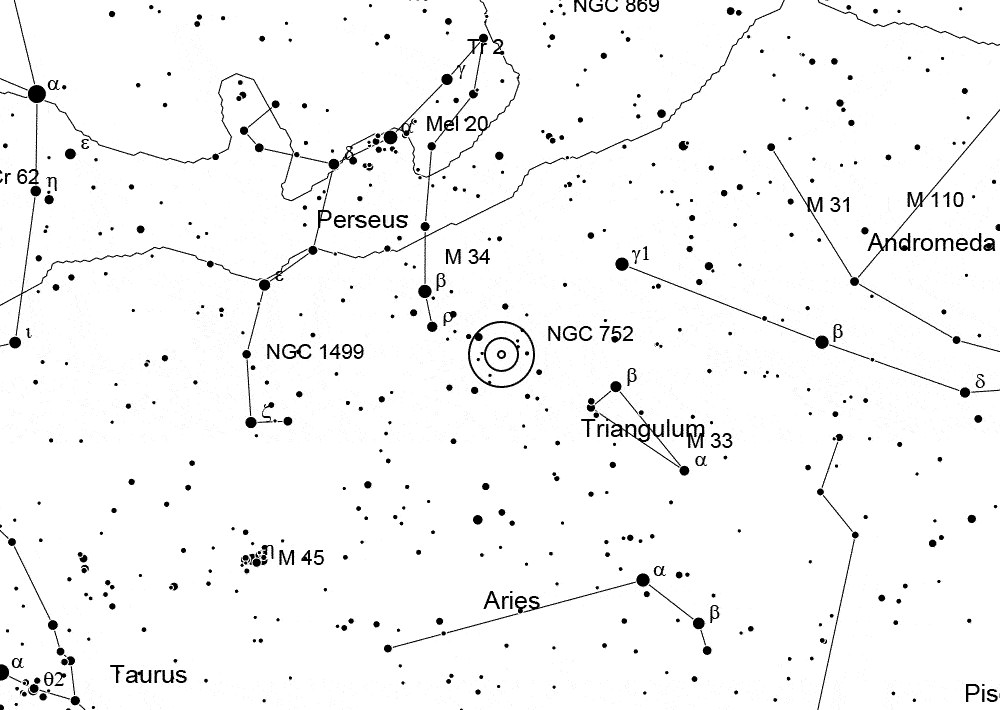 NGC 869
Tr 2
γ
α
Mel 20
α
ε
δ
Cr 62
η
M 31
M 110
Perseus
Andromeda
M 34
γ1
ε
β
ρ
ι
NGC 752
β
NGC 1499
β
δ
ζ
Triangulum
M 33
α
η
M 45
α
Aries
β
α
Taurus
θ2
Pis